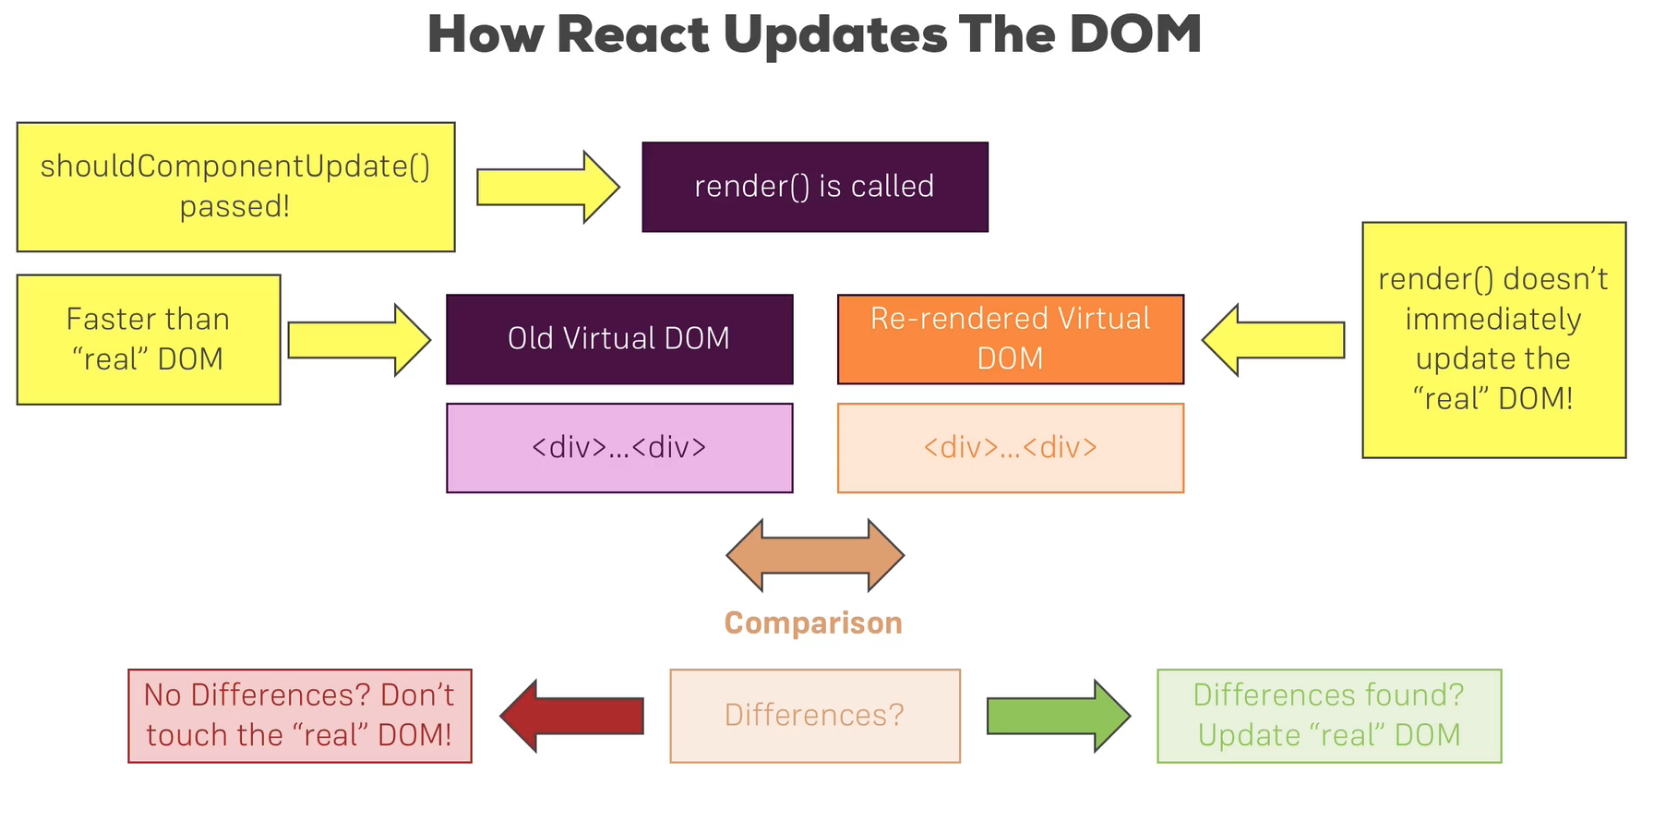 How React Updates The DOM
shouldComponentUpdate()
passed!
render() is called
Faster than
“real” DOM
Old Virtual DOM
Re-rendered Virtual
DOM
render() doesn’t
immediately
update the
“real” DOM!
<div>...<div>
<div>...<div>
Comparison
No Differences? Don’t
touch the “real” DOM!
Differences?
Differences found?
Update “real” DOM